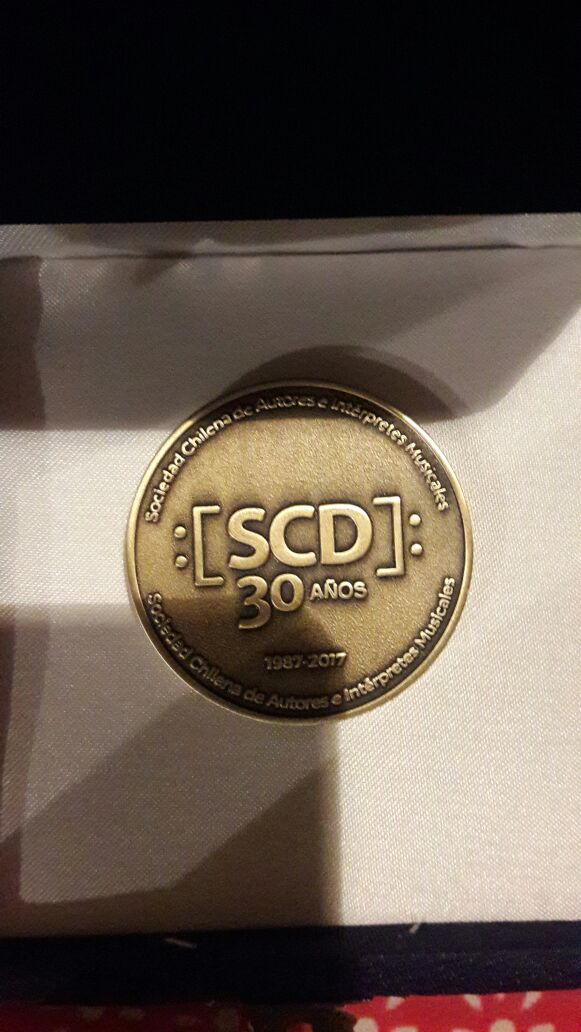 Sociedad Chilena de Autores e Intérpretes Musicales
[SCD]
30 AÑOS
1987-2017
Sociedad Chilena de Autores e Intérpretes Musicales